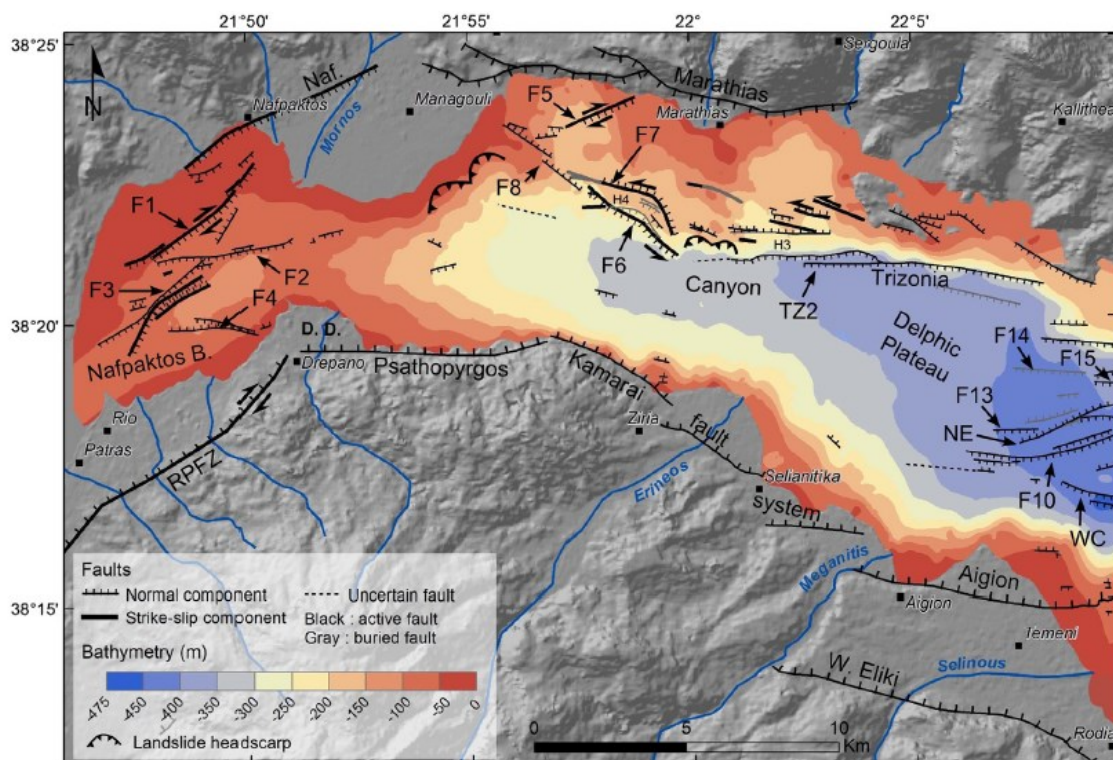 21°50' 21°55' 22° 22°5'
38°25'
38°20'
38°15'
N
Naf.
Nafpaktos
Mornos
Managouli
Marathias
Marathias
Sergoula
Kallithea
F5
F7
F8
F1
H4
F6
H3
F2
F3
F4
Canyon
TZ2
Trizonia
Delphic
Plateau
F14
F15
F13
NE
F10
WC
Nafpaktos B.
D. D.
Drepano
Psathopyrgos
Kamarai
fault
system
Rio
Patras
RPFZ
Ziria
Erineos
Selianitika
Meganitis
Aigion
Aigion
Temeni
W. Eliki
Selinous
Rodia
Faults
Normal component
Uncertain fault
Strike-slip component
Black : active fault
Gray : buried fault
Bathymetry (m)
-475 -450 -400 -350 -300 -250 -200 -150 -100 -50 0
Landslide headscarp
0 5 10
Km